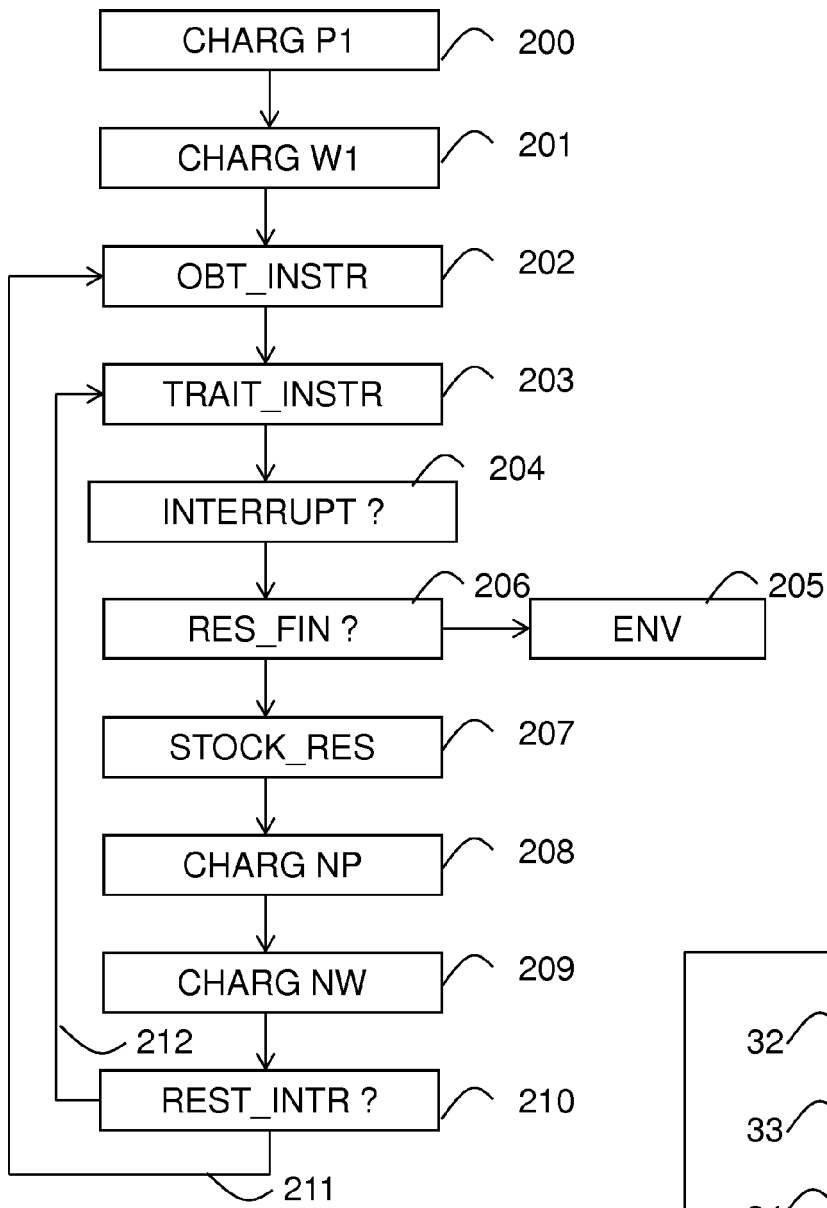 CHARG P1 200
CHARG W1 201
OBT_INSTR 202
TRAIT_INSTR 203
204
INTERRUPT ?
206 205
RES_FIN ? ENV
STOCK_RES 207
CHARG NP 208
CHARG NW 209
32
212
REST_INTR ? 210
33
211